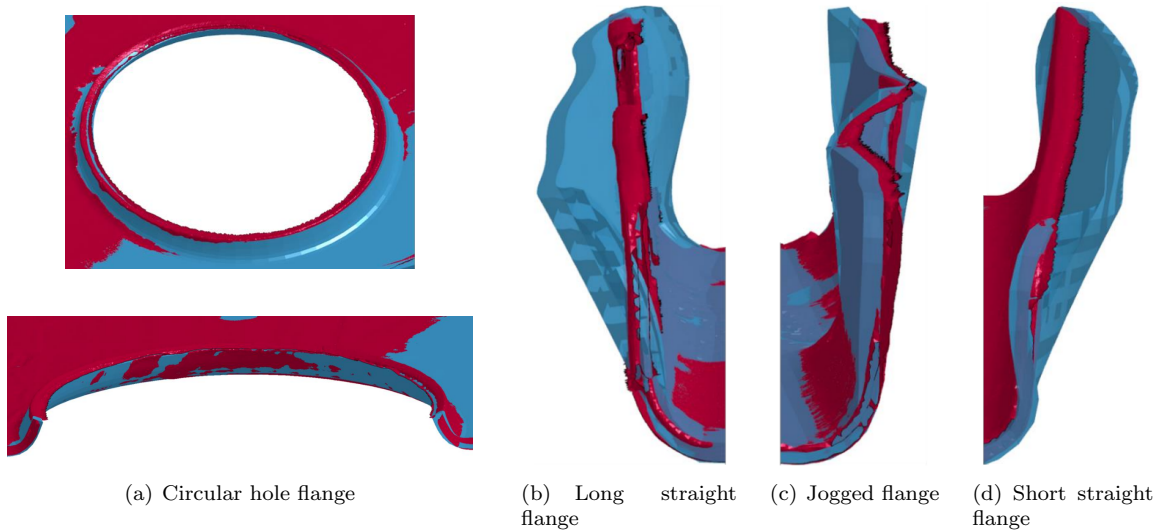 (a) Circular hole flange
(b) Long straight
flange
(c) Jogged flange
(d) Short straight
flange